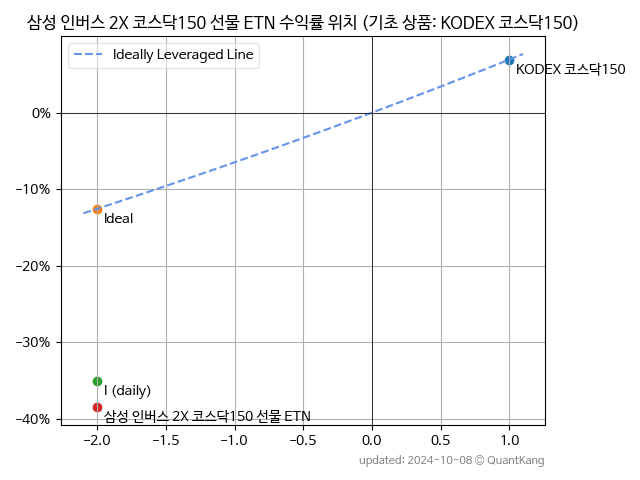 삼성 인버스 2X 코스닥150 선물 ETN 수익률 위치 (기초 상품: KODEX 코스닥150)
Ideally Leveraged Line
KODEX 코스닥150
0%
−10%
Ideal
−20%
−30%
I (daily)
삼성 인버스 2X 코스닥150 선물 ETN
−40%
−2.0 −1.5 −1.0 −0.5 0.0 0.5 1.0
updated: 2024-10-08 © QuantKang